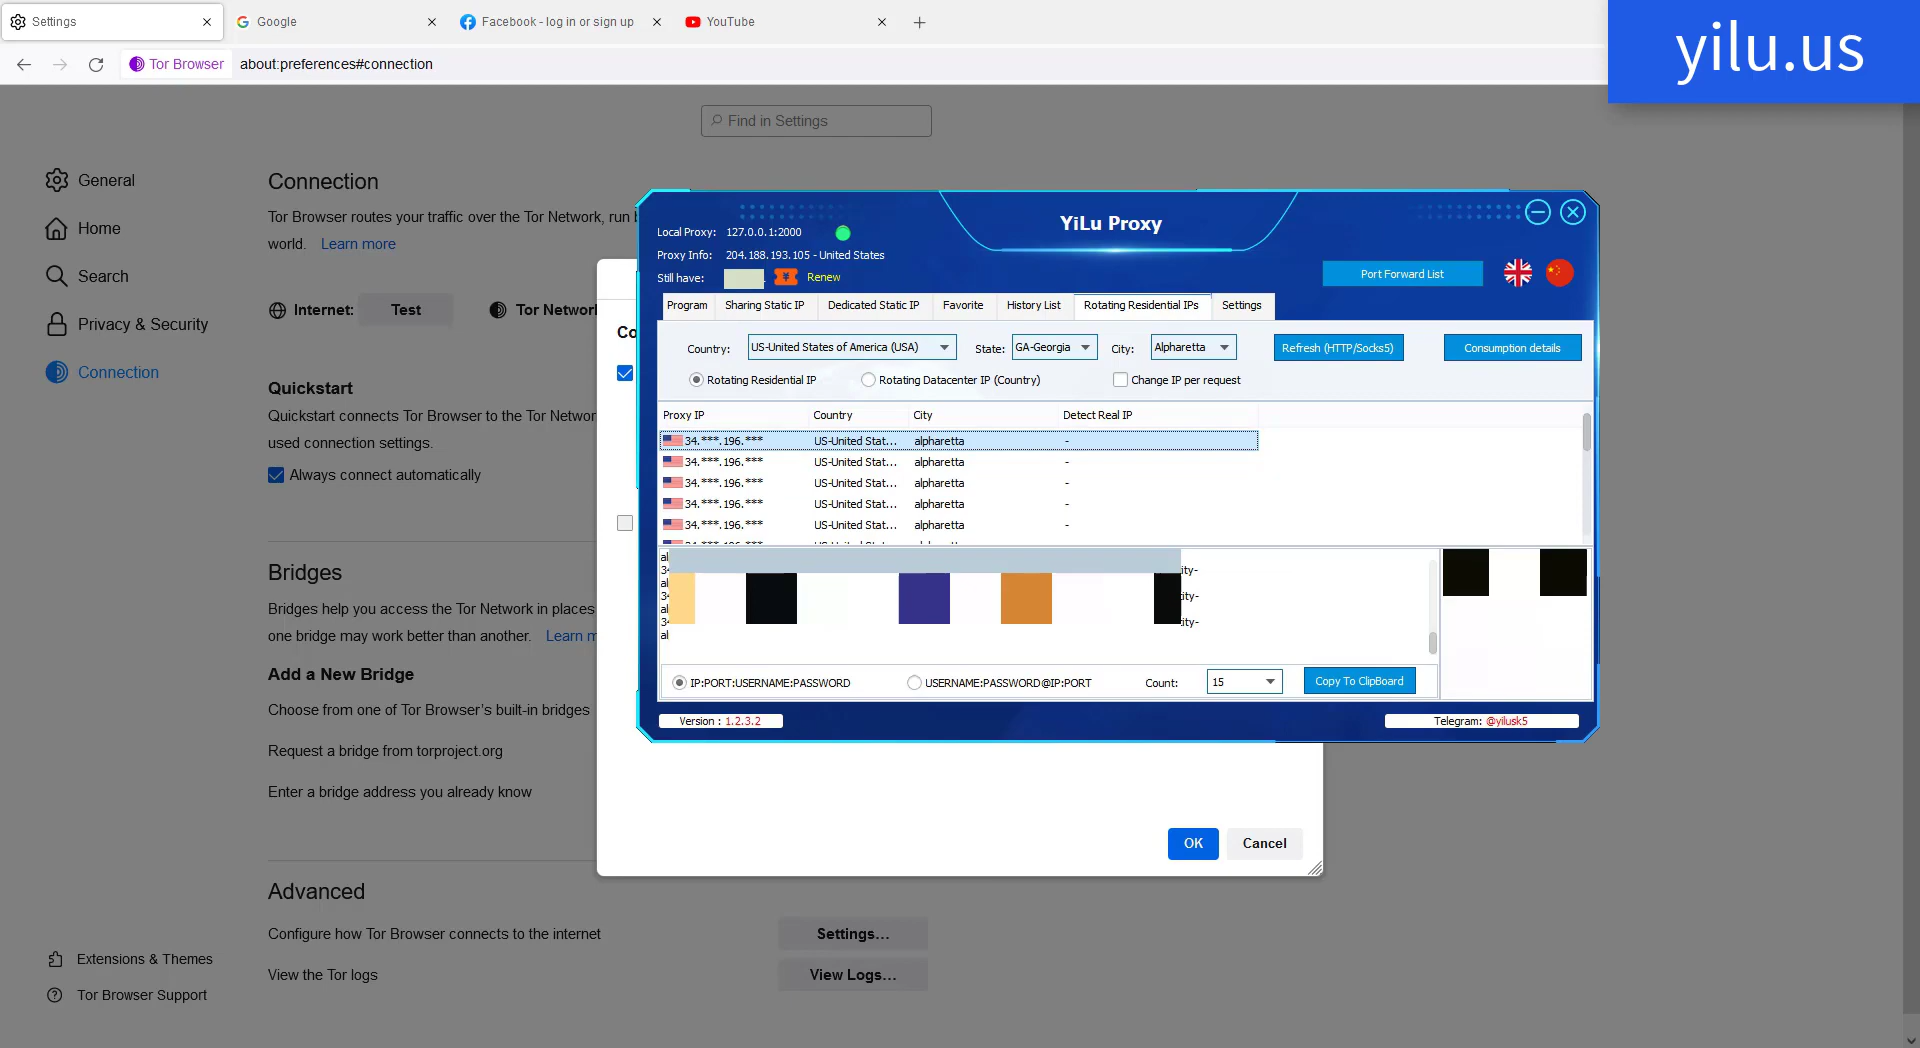 Settings
Google
Facebook - log in or sign up
YouTube
yilu.us
Tor Browser
about:preferences#connection
Find in Settings
General
Home
Search
Privacy & Security
Connection
Extensions & Themes
Tor Browser Support
Connection
Tor Browser routes your traffic over the Tor Network, run
world. Learn more
Internet: Test
Tor Network
Quickstart
Quickstart connects Tor Browser to the Tor Networ
used connection settings.
Always connect automatically
Bridges
Bridges help you access the Tor Network in places
one bridge may work better than another. Learn
Add a New Bridge
Choose from one of Tor Browser's built-in bridges
Request a bridge from torproject.org
Enter a bridge address you already know
Advanced
Configure how Tor Browser connects to the internet
Settings...
View the Tor logs
View Logs...
Co
OK
Cancel
YiLu Proxy
Local Proxy: 127.0.0.1:2000
Proxy Info: 204.188.193.105 - United States
Still have:
Renew
Port Forward List
Program
Sharing Static IP
Dedicated Static IP
Favorite
History List
Rotating Residential IPs
Settings
Country: US-United States of America (USA)
State: GA-Georgia
City: Alpharetta
Refresh (HTTP/Socks5)
Consumption details
Rotating Residential IP
Rotating Datacenter IP (Country)
Change IP per request
Proxy IP Country City Detect Real IP
34.***.196.*** US-United Stat... alpharetta -
34.***.196.*** US-United Stat... alpharetta -
34.***.196.*** US-United Stat... alpharetta -
34.***.196.*** US-United Stat... alpharetta -
34.***.196.*** US-United Stat... alpharetta -
IP:PORT:USERNAME:PASSWORD
USERNAME:PASSWORD@IP:PORT
Count: 15
Copy To ClipBoard
Version : 1.2.3.2
Telegram: @yilusk5